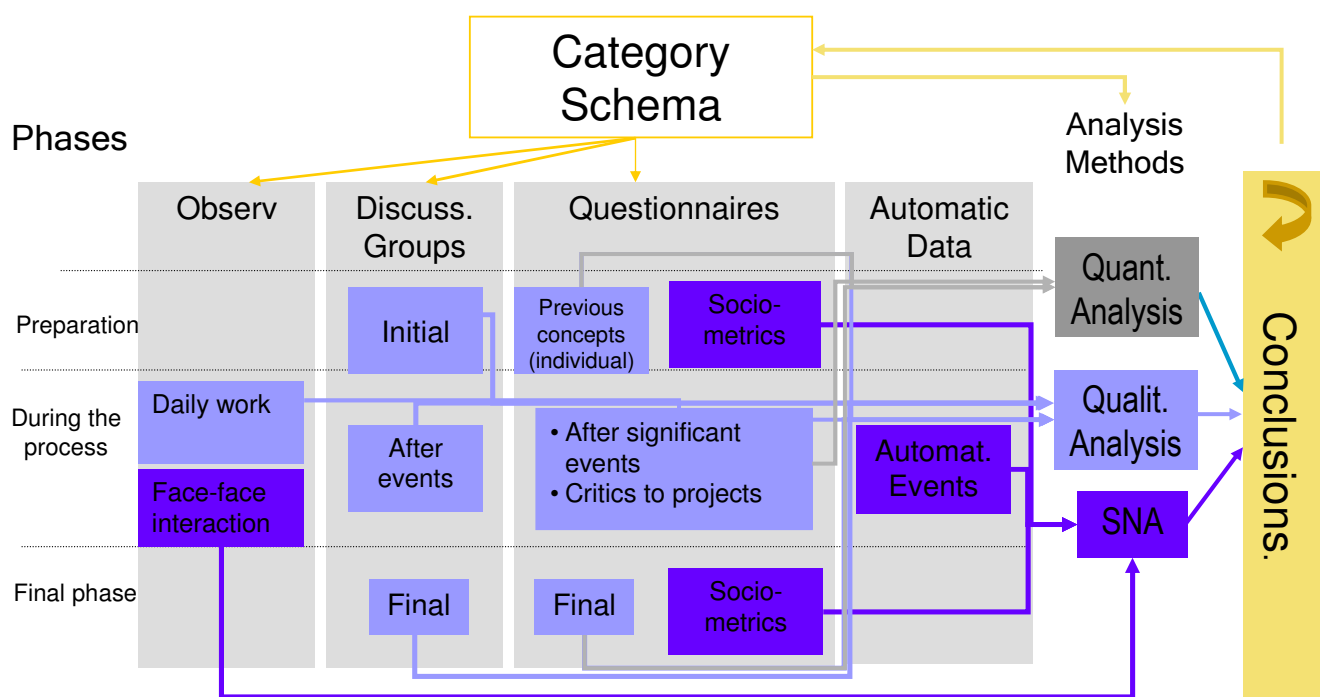 Category
Schema
Phases
Analysis
Methods
Observ
Discuss.
Groups
Questionnaires
Automatic
Data
Preparation
Initial
Previous
concepts
(individual)
Socio-
metrics
Quant.
Analysis
During the
process
Daily work
After
events
• After significant
events
• Critics to projects
Automat.
Events
Qualit.
Analysis
Face-face
interaction
SNA
Final phase
Final
Final
Socio-
metrics
Conclusions.